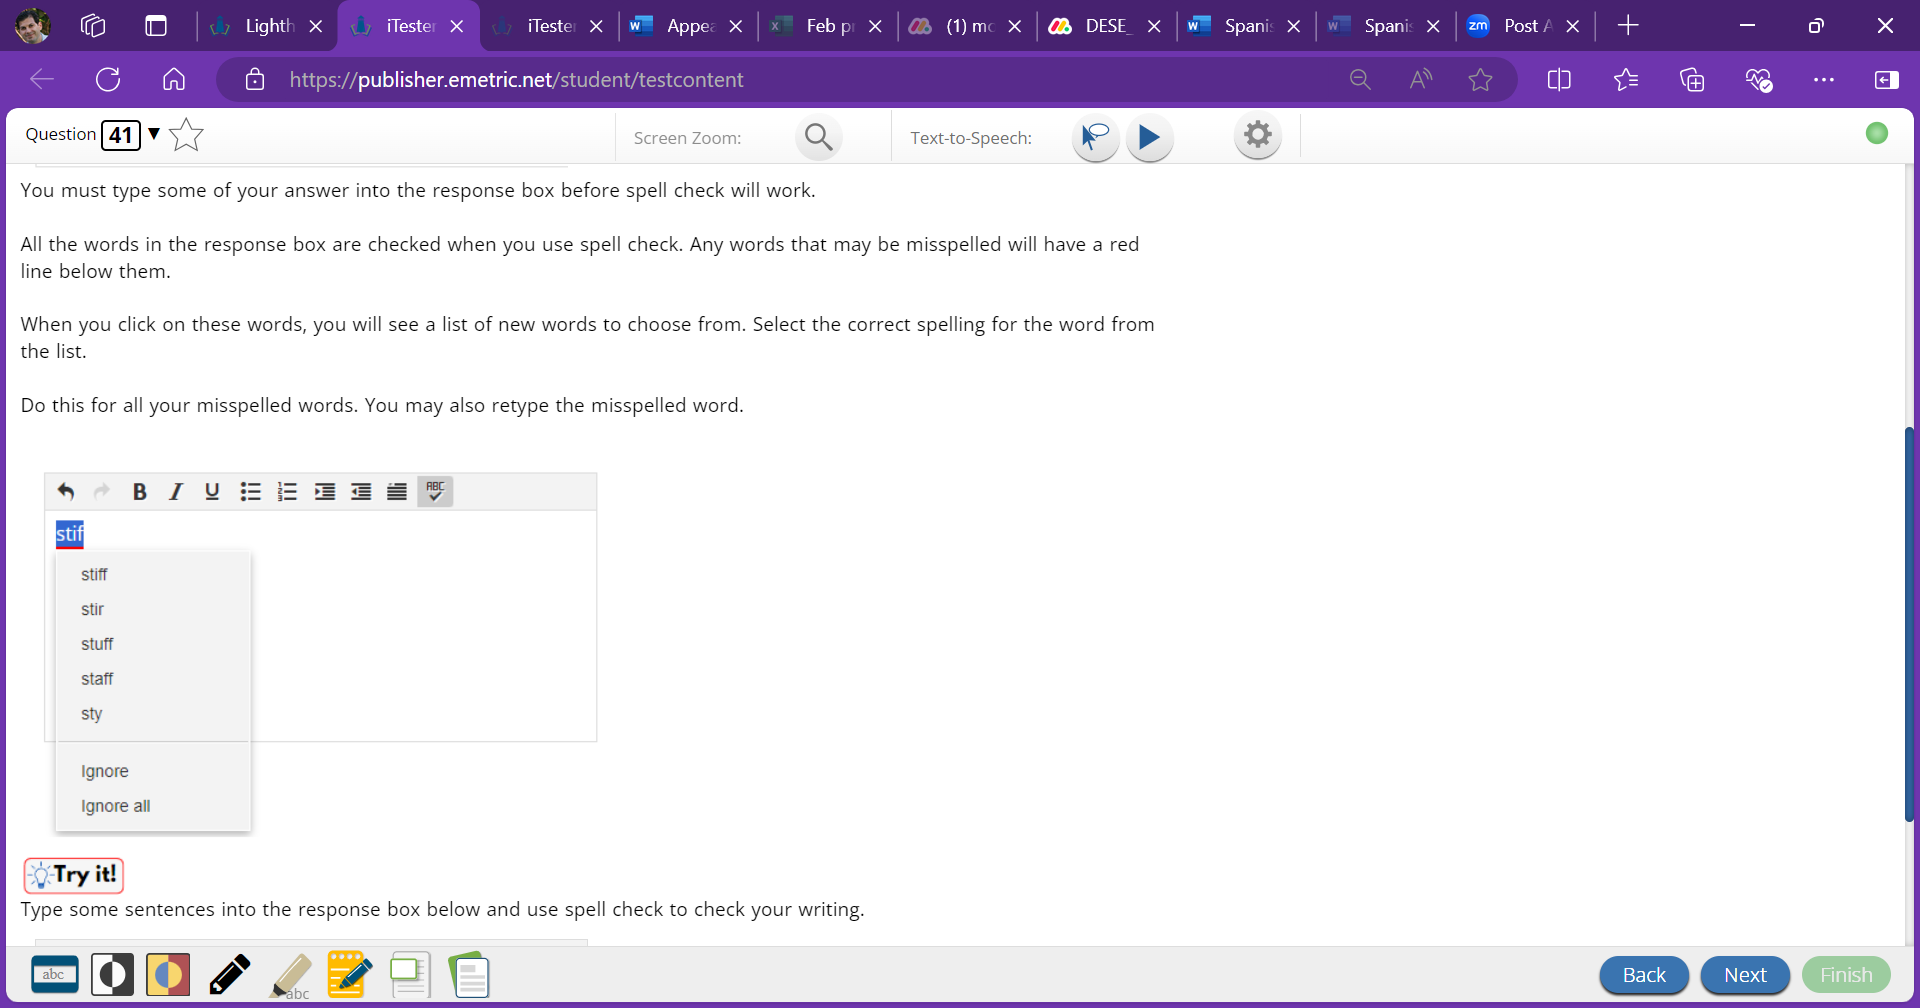 Lighth
iTester
iTester
Appea
Feb p
(1) mc
DESE_
Spanis
Spanis
zm
Post A
https://publisher.emetric.net/student/testcontent
Question 41
Screen Zoom:
Text-to-Speech:
You must type some of your answer into the response box before spell check will work.
All the words in the response box are checked when you use spell check. Any words that may be misspelled will have a red
line below them.
When you click on these words, you will see a list of new words to choose from. Select the correct spelling for the word from
the list.
Do this for all your misspelled words. You may also retype the misspelled word.
B I U ABC
stif
stiff
stir
stuff
staff
sty
Ignore
Ignore all
Try it!
Type some sentences into the response box below and use spell check to check your writing.
abc
abc
Back
Next
Finish